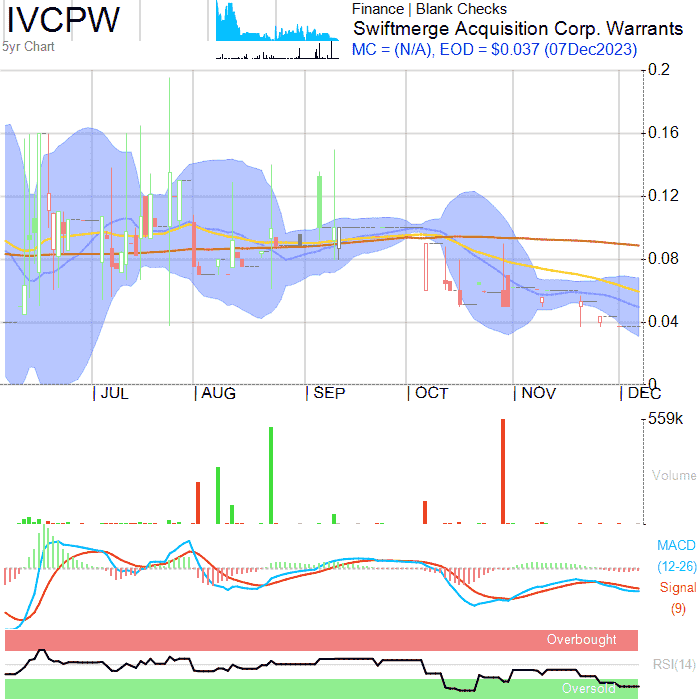 IVCPW
5yr Chart
Finance | Blank Checks
Swiftmerge Acquisition Corp. Warrants
MC = (N/A), EOD = $0.037 (07Dec2023)
0.2
0.16
0.12
0.08
0.04
0
JUL AUG SEP OCT NOV DEC
559k
Volume
MACD
(12-26)
Signal
(9)
Overbought
RSI(14)
Oversold